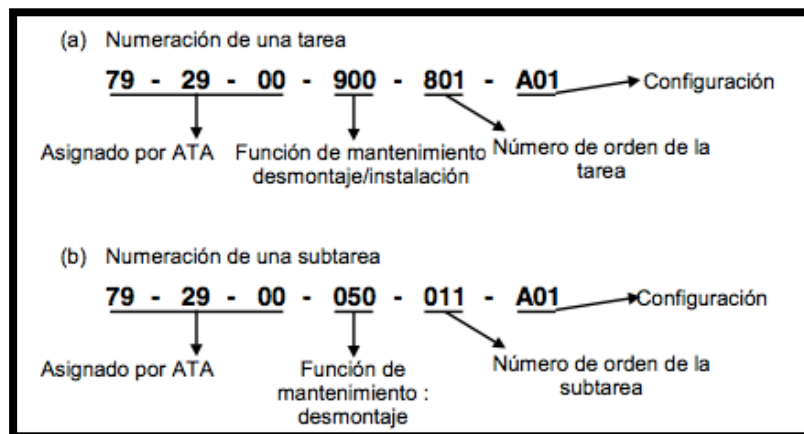 (a) Numeración de una tarea
79 - 29 - 00 - 900 - 801 - A01
Configuración
Asignado por ATA
Función de mantenimiento
desmontaje/instalación
Número de orden de la
tarea
(b) Numeración de una subtarea
79 - 29 - 00 - 050 - 011 - A01
Configuración
Asignado por ATA
Función de
mantenimiento :
desmontaje
Número de orden de la
subtarea